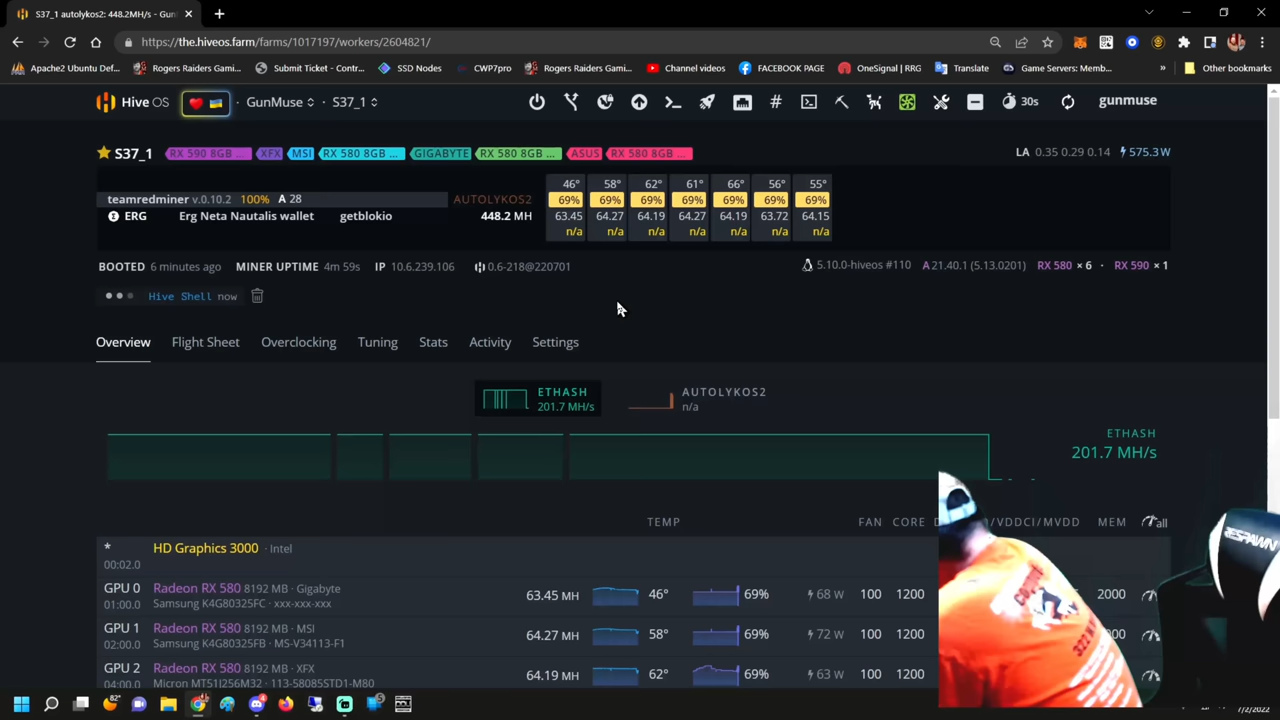 S37_1 autolykos2: 448.2MH/s - Gun
https://the.hiveos.farm/farms/1017197/workers/2604821/
Apache2 Ubuntu Def... Rogers Raiders Gami... Submit Ticket - Contr... SSD Nodes CWP7pro Rogers Raiders Gami... Channel videos FACEBOOK PAGE OneSignal | RRG Translate Game Servers: Memb... » Other bookmarks
Hive OS GunMuse S37_1 30s gunmuse
S37_1 RX 590 8GB ... XFX MSI RX 580 8GB ... GIGABYTE RX 580 8GB ... ASUS RX 580 8GB ... LA 0.35 0.29 0.14 575.3 W
46° 58° 62° 61° 66° 56° 55°
teamredminer v.0.10.2 100% A 28 AUTOLYKOS2 69% 69% 69% 69% 69% 69% 69%
ERG Erg Neta Nautalis wallet getblokio 448.2 MH 63.45 64.27 64.19 64.27 64.19 63.72 64.15
n/a n/a n/a n/a n/a n/a n/a
BOOTED 6 minutes ago MINER UPTIME 4m 59s IP 10.6.239.106 0.6-218@220701 5.10.0-hiveos #110 A 21.40.1 (5.13.0201) RX 580 × 6 · RX 590 × 1
Hive Shell now
Overview Flight Sheet Overclocking Tuning Stats Activity Settings
ETHASH AUTOLYKOS2
201.7 MH/s n/a
ETHASH
201.7 MH/s
TEMP FAN CORE /VDDCI/MVDD MEM all
* HD Graphics 3000 · Intel
00:02.0
GPU 0 Radeon RX 580 8192 MB · Gigabyte 63.45 MH 46° 69% 68 W 100 1200 2000
01:00.0 Samsung K4G80325FC · xxx-xxx-xxx
GPU 1 Radeon RX 580 8192 MB · MSI 64.27 MH 58° 69% 72 W 100 1200
02:00.0 Samsung K4G80325FB · MS-V34113-F1
GPU 2 Radeon RX 580 8192 MB · XFX 64.19 MH 62° 69% 63 W 100 1200
04:00.0 Micron MT51J256M32 · 113-58085STD1-M80
82°
7/2/2022